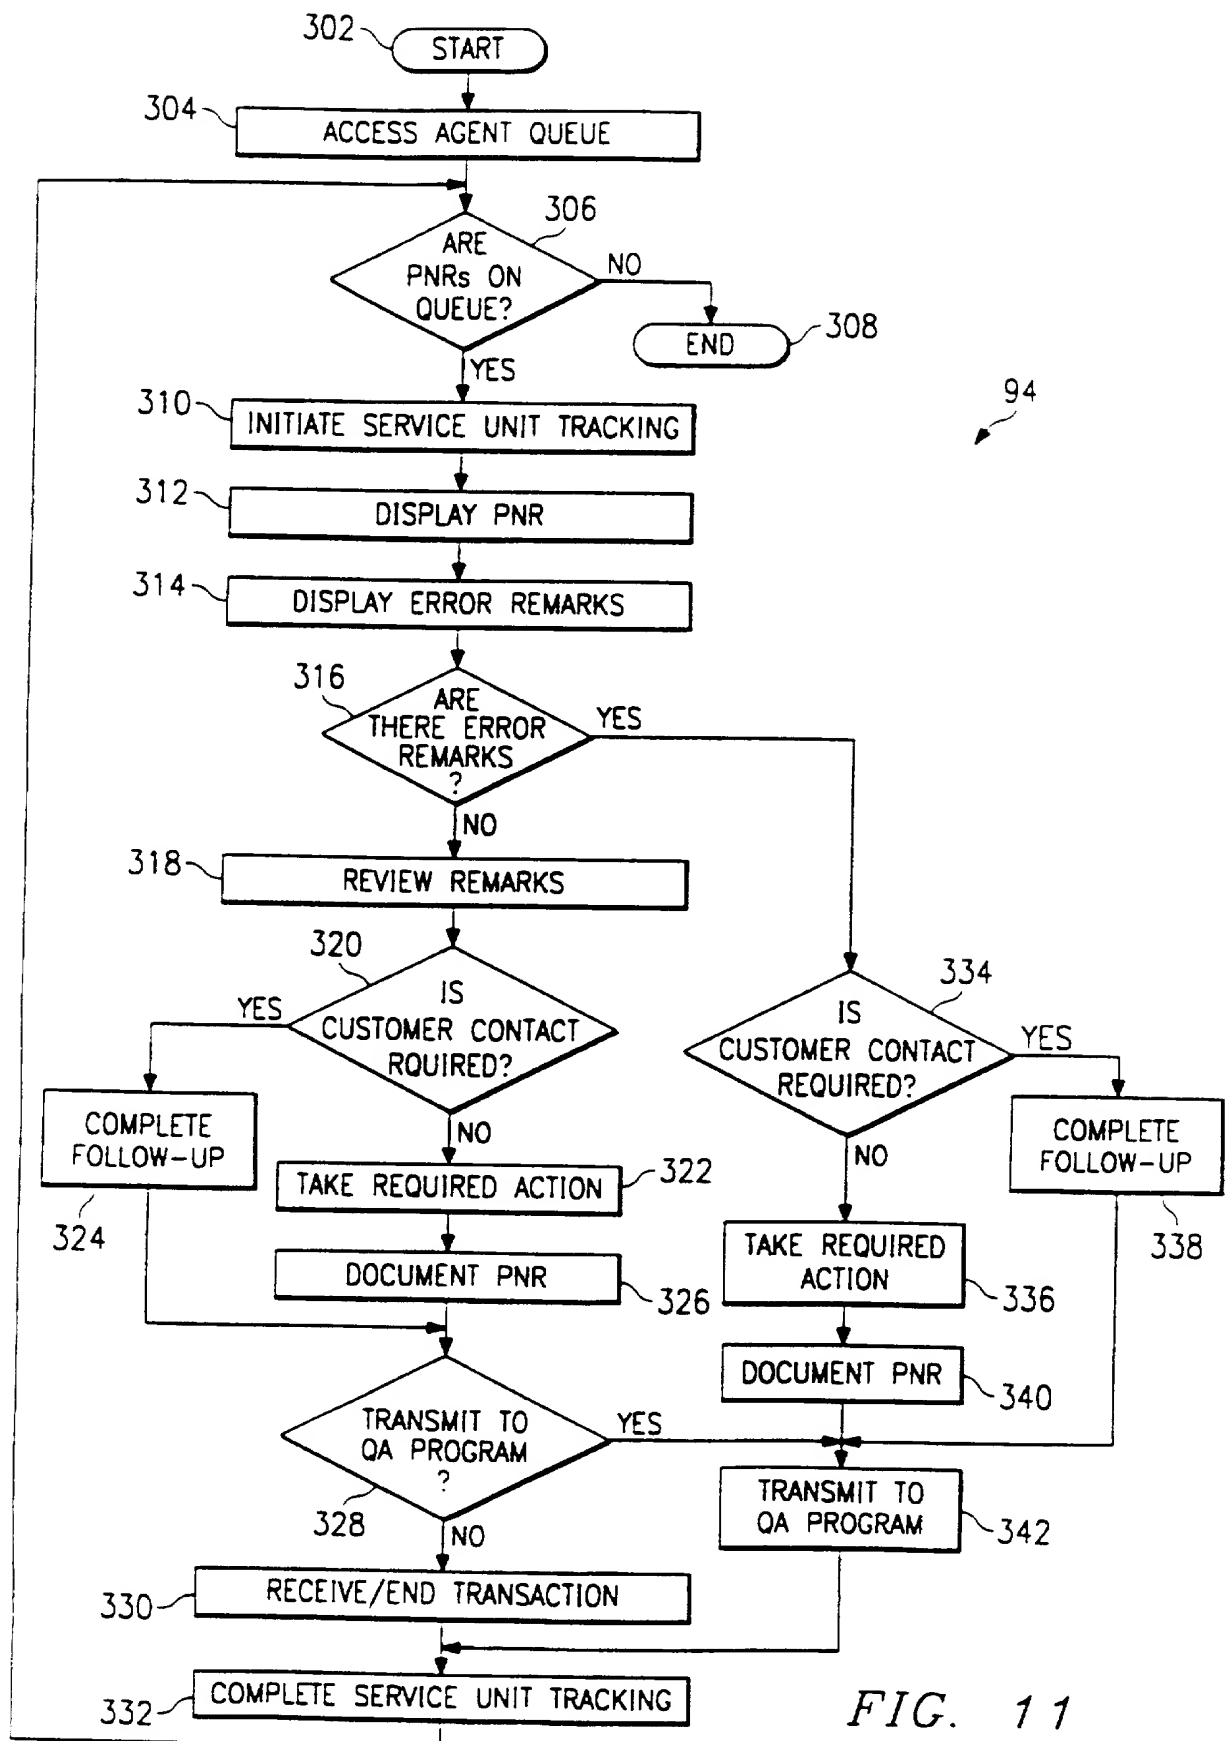 302
START
304
ACCESS AGENT QUEUE
306
ARE
PNRs ON
QUEUE?
NO
308
END
YES
94
310
INITIATE SERVICE UNIT TRACKING
312
DISPLAY PNR
314
DISPLAY ERROR REMARKS
316
ARE
THERE ERROR
REMARKS
?
YES
NO
318
REVIEW REMARKS
320
IS
CUSTOMER CONTACT
RQUIRED?
YES
334
IS
CUSTOMER CONTACT
REQUIRED?
YES
COMPLETE
FOLLOW-UP
324
NO
TAKE REQUIRED ACTION
322
DOCUMENT PNR
326
NO
TAKE REQUIRED
ACTION
336
COMPLETE
FOLLOW-UP
338
DOCUMENT PNR
340
TRANSMIT TO
QA PROGRAM
?
YES
328
NO
TRANSMIT TO
QA PROGRAM
342
RECEIVE/END TRANSACTION
330
COMPLETE SERVICE UNIT TRACKING
332
FIG. 11